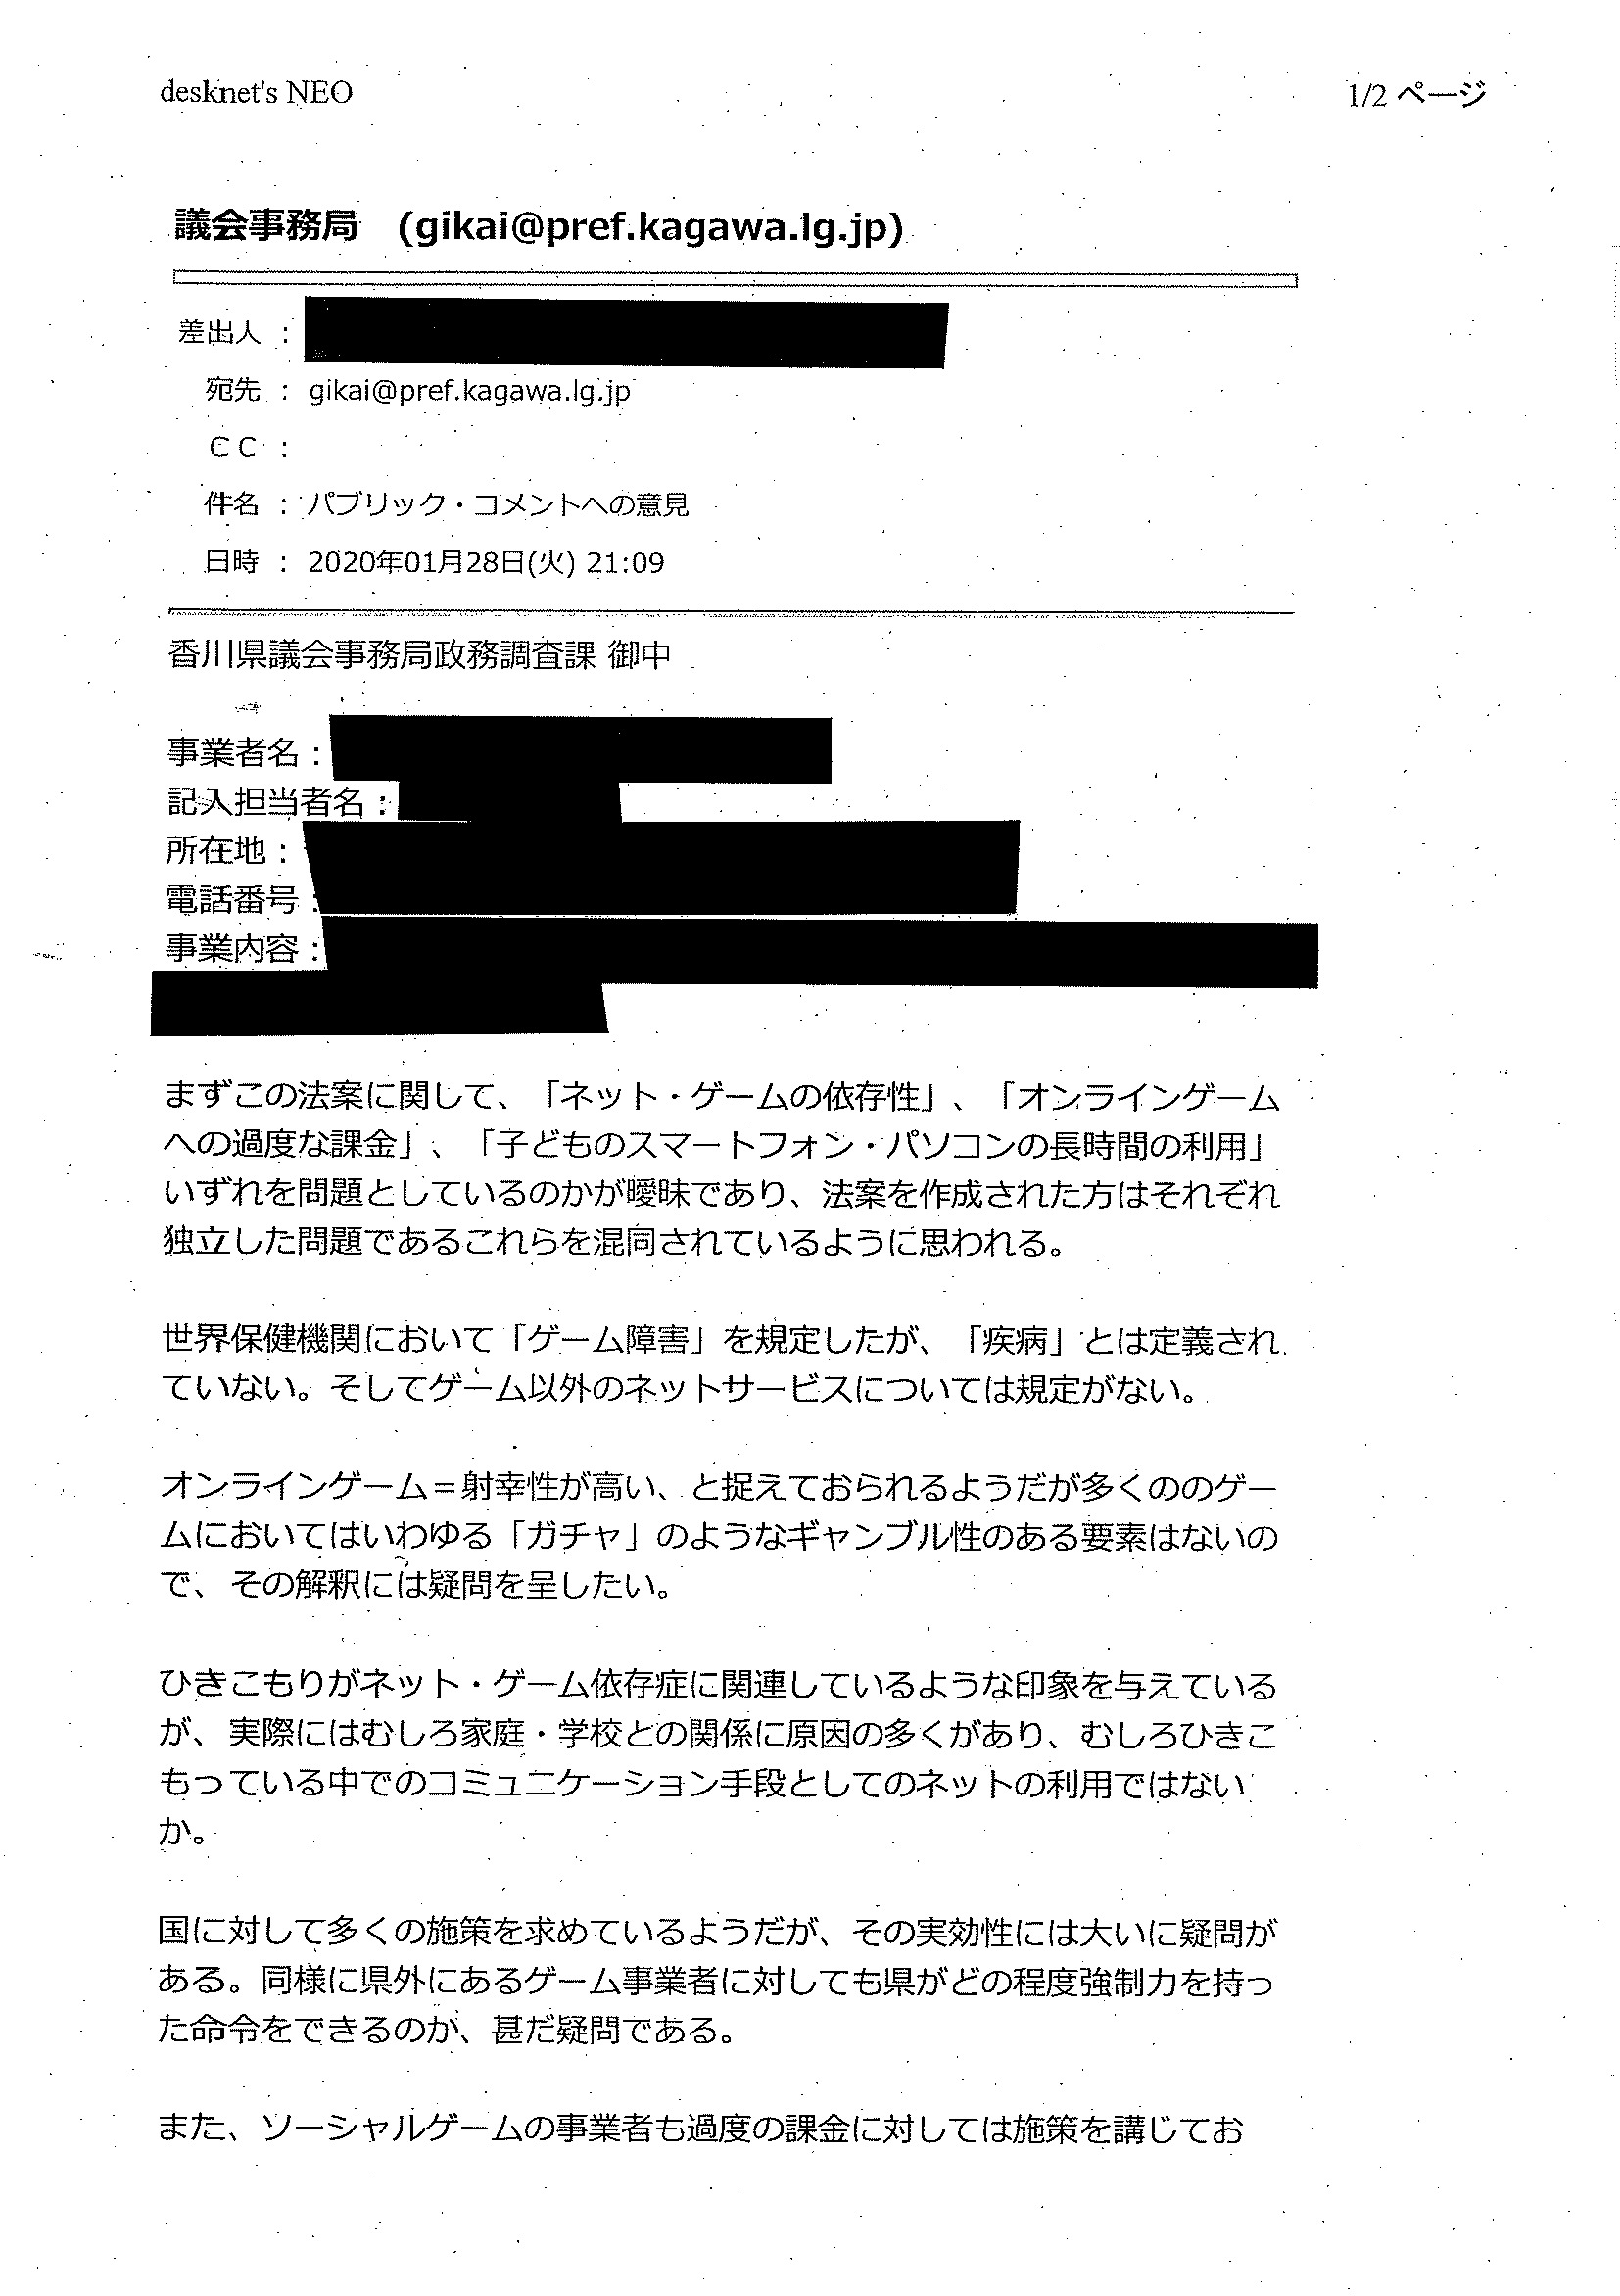 desknet's NEO
1/2 ページ
議会事務局 (gikai@pref.kagawa.lg.jp)
差出人 :
宛先 : gikai@pref.kagawa.lg.jp
CC :
件名 : パブリック・コメントへの意見
日時 : 2020年01月28日(火) 21:09
香川県議会事務局政務調査課 御中
事業者名:
記入担当者名:
所在地:
電話番号:
事業内容:
まずこの法案に関して、「ネット・ゲームの依存性」、「オンラインゲーム
への過度な課金」、「子どものスマートフォン・パソコンの長時間の利用」
いずれを問題としているのかが曖昧であり、法案を作成された方はそれぞれ
独立した問題であるこれらを混同されているように思われる。
世界保健機関において「ゲーム障害」を規定したが、「疾病」とは定義され
ていない。そしてゲーム以外のネットサービスについては規定がない。
オンラインゲーム=射幸性が高い、と捉えておられるようだが多くののゲー
ムにおいてはいわゆる「ガチャ」のようなギャンブル性のある要素はないの
で、その解釈には疑問を呈したい。
ひきこもりがネット・ゲーム依存症に関連しているような印象を与えている
が、実際にはむしろ家庭・学校との関係に原因の多くがあり、むしろひきこ
もっている中でのコミュニケーション手段としてのネットの利用ではない
か。
国に対して多くの施策を求めているようだが、その実効性には大いに疑問が
ある。同様に県外にあるゲーム事業者に対しても県がどの程度強制力を持っ
た命令をできるのが、甚だ疑問である。
また、ソーシャルゲームの事業者も過度の課金に対しては施策を講じてお